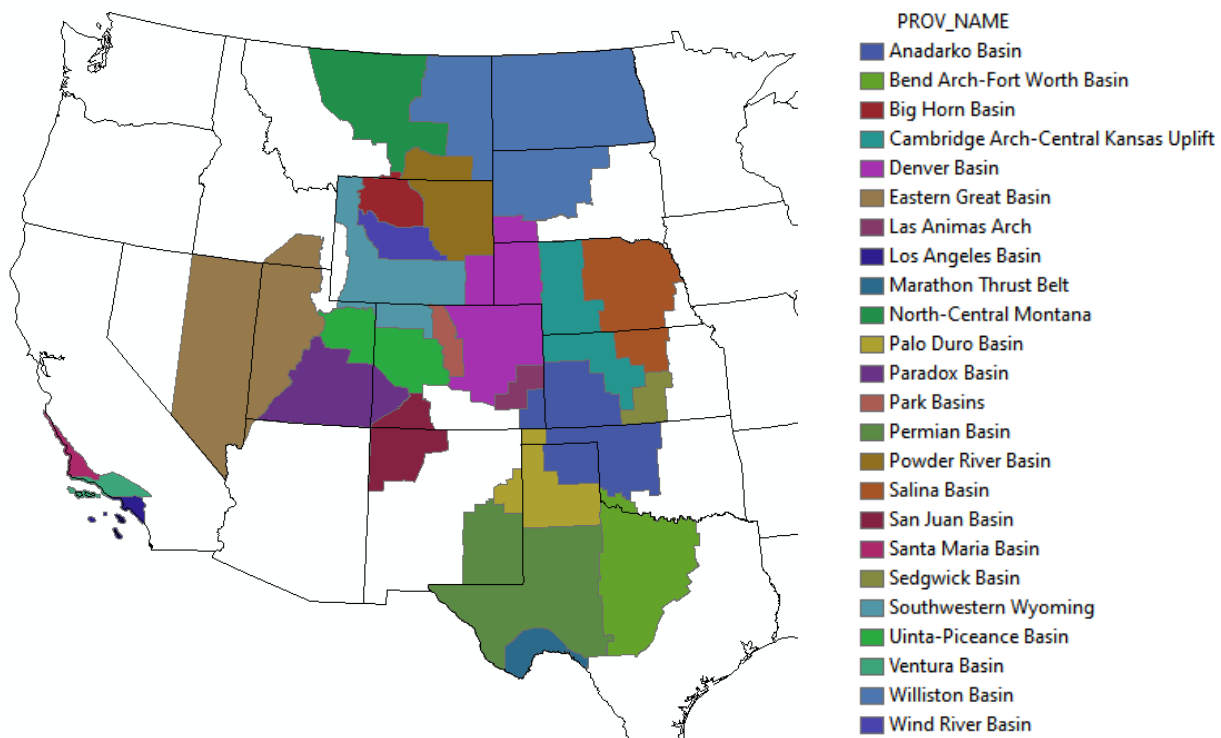 PROV_NAME
Anadarko Basin
Bend Arch-Fort Worth Basin
Big Horn Basin
Cambridge Arch-Central Kansas Uplift
Denver Basin
Eastern Great Basin
Las Animas Arch
Los Angeles Basin
Marathon Thrust Belt
North-Central Montana
Palo Duro Basin
Paradox Basin
Park Basins
Permian Basin
Powder River Basin
Salina Basin
San Juan Basin
Santa Maria Basin
Sedgwick Basin
Southwestern Wyoming
Uinta-Piceance Basin
Ventura Basin
Williston Basin
Wind River Basin